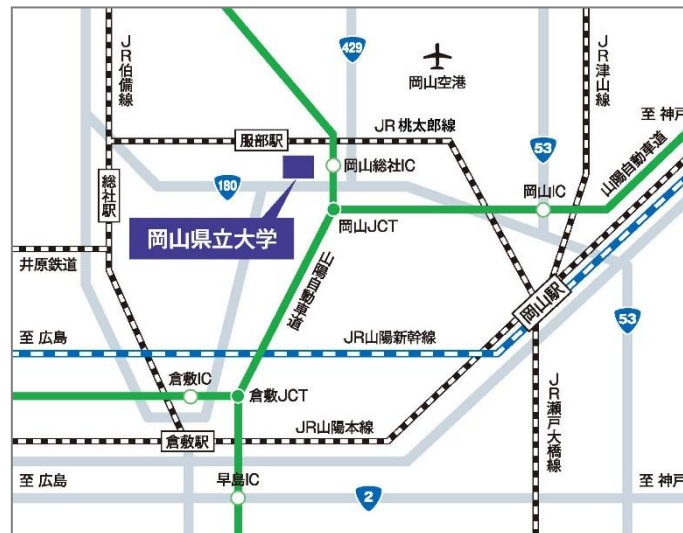 JR伯備線
429
岡山空港
JR津山線
至 神戸
服部駅
JR桃太郎線
53
山陽自動車道
岡山総社IC
総社駅
180
岡山IC
岡山県立大学
岡山JCT
井原鉄道
山陽自動車道
岡山駅
53
至 広島
JR山陽新幹線
倉敷IC
倉敷JCT
JR瀬戸大橋線
JR山陽本線
倉敷駅
至 広島
早島IC
2
至 神戸